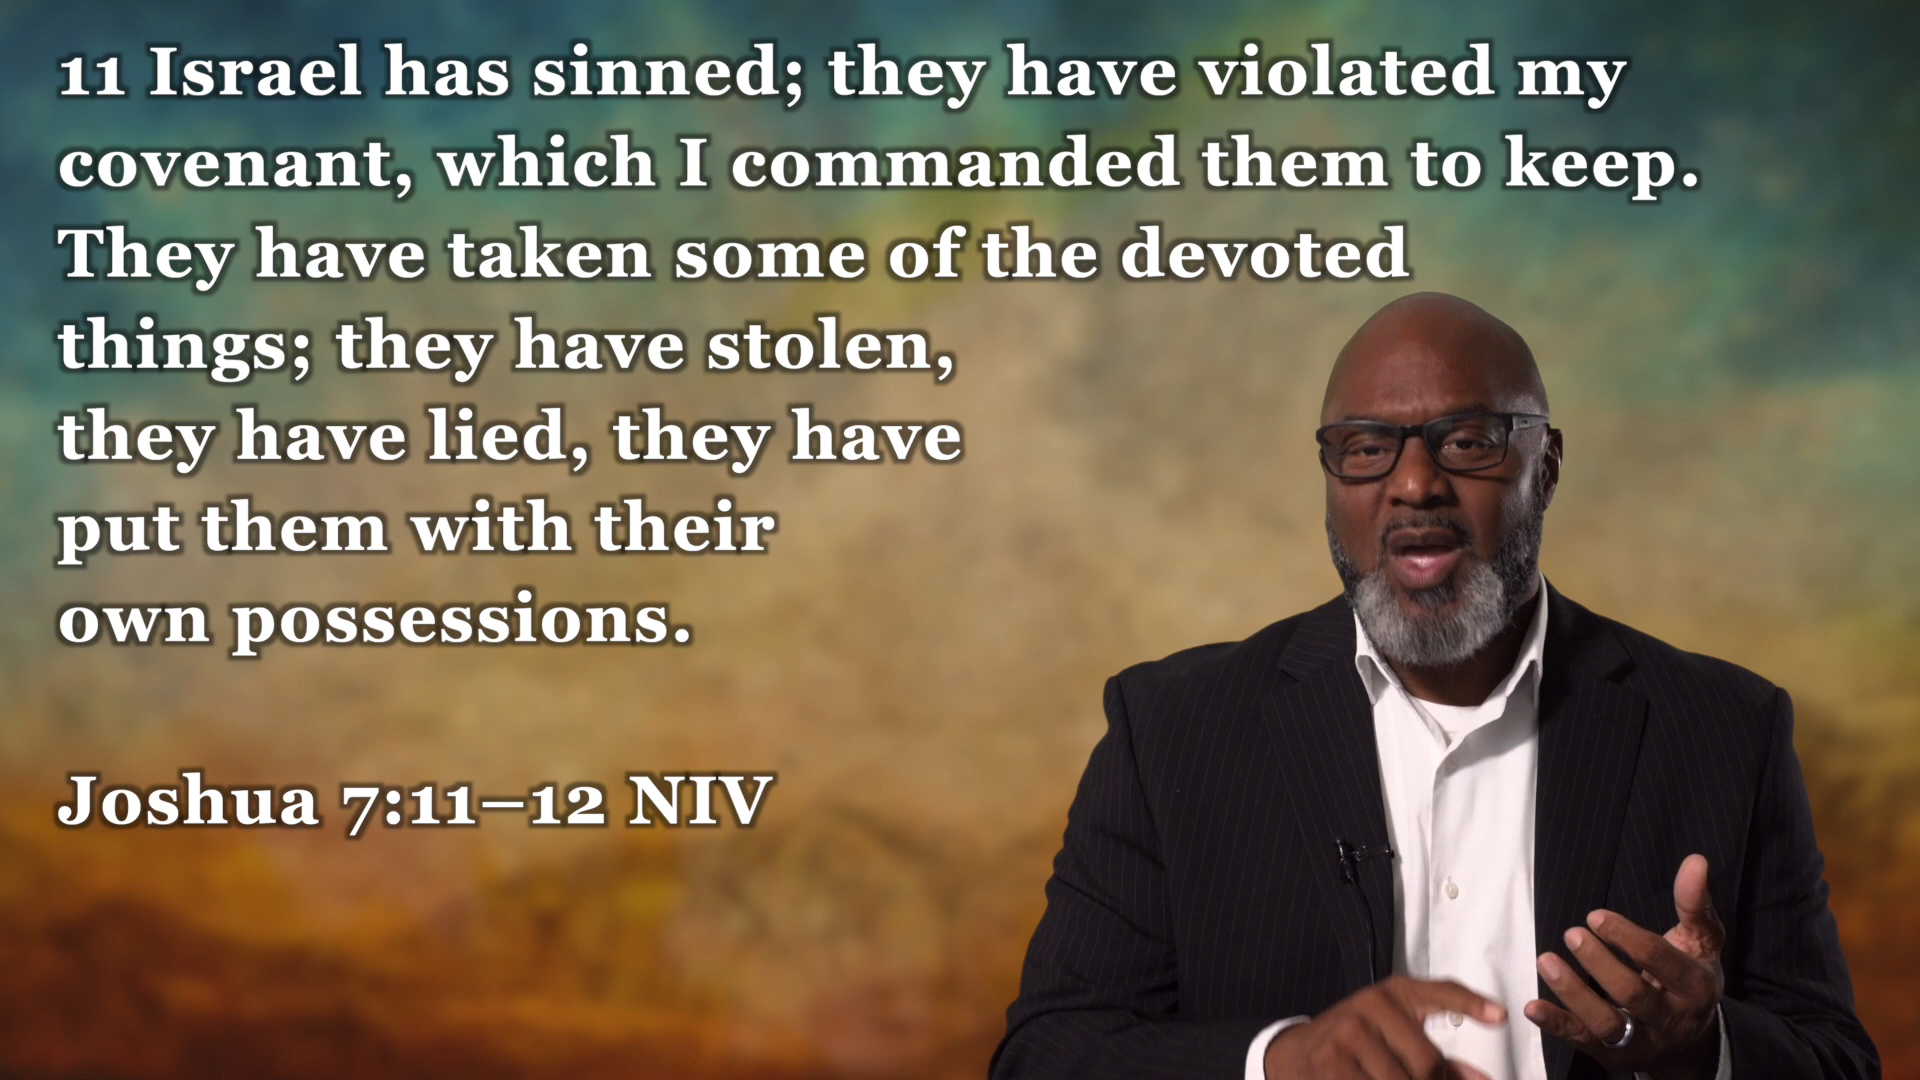 11 Israel has sinned; they have violated my
covenant, which I commanded them to keep.
They have taken some of the devoted
things; they have stolen,
they have lied, they have
put them with their
own possessions.
Joshua 7:11–12 NIV